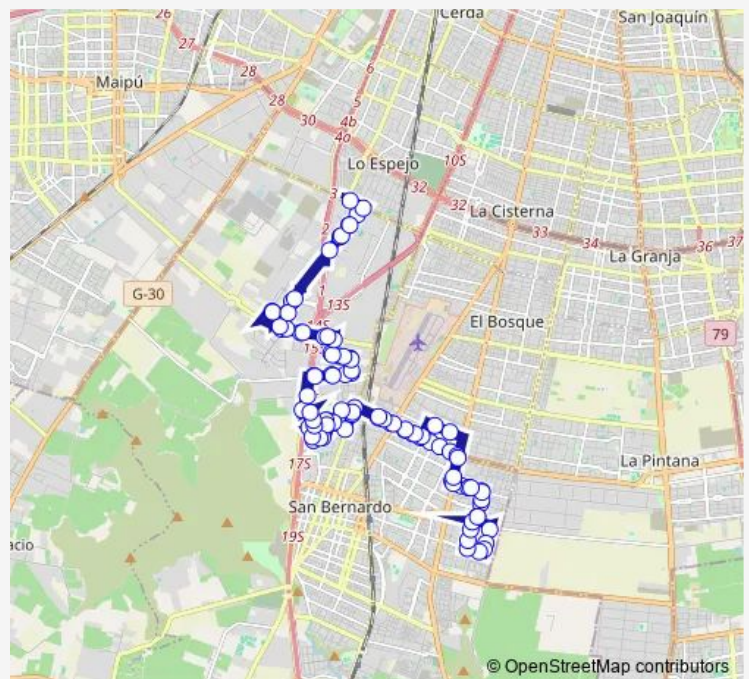 Cerda
San Joaquín
26
27
28
6
Maipú
28
5
30
4b
4a
Lo Espejo
10S
3
32
32
La Cisterna
2
33
34
36
37
La Granja
G-30
1
13S
14S
El Bosque
79
15
La Pintana
17S
San Bernardo
19S
acio
© OpenStreetMap contributors